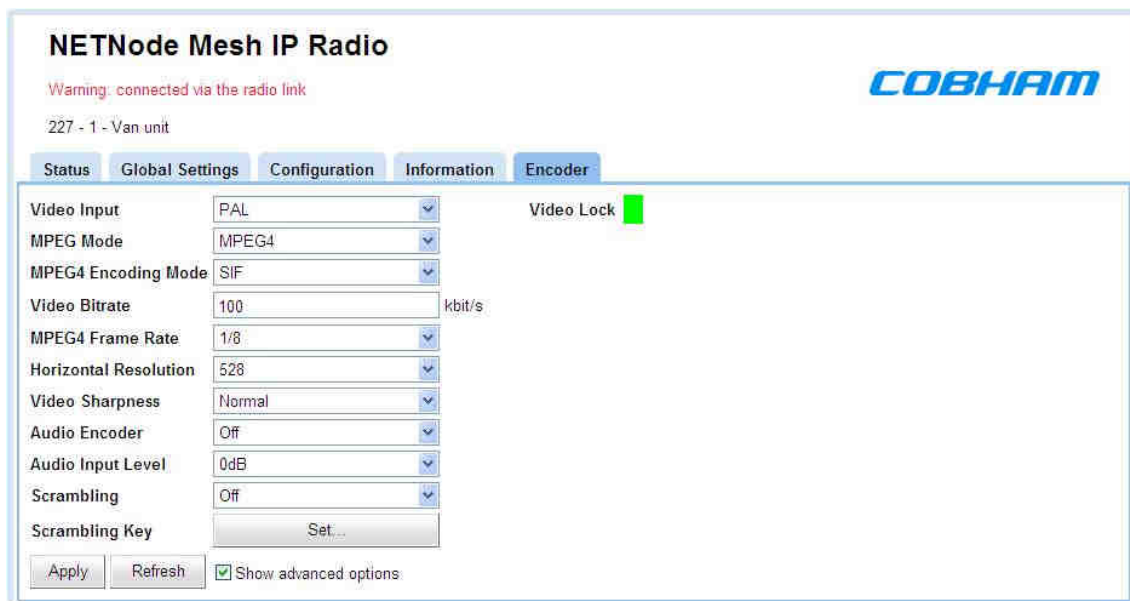 NETNode Mesh IP Radio
Warning: connected via the radio link
COBHAM
227 - 1 - Van unit
Status Global Settings Configuration Information Encoder
Video Input PAL Video Lock
MPEG Mode MPEG4
MPEG4 Encoding Mode SIF
Video Bitrate 100 kbit/s
MPEG4 Frame Rate 1/8
Horizontal Resolution 528
Video Sharpness Normal
Audio Encoder Off
Audio Input Level 0dB
Scrambling Off
Scrambling Key Set...
Apply Refresh Show advanced options